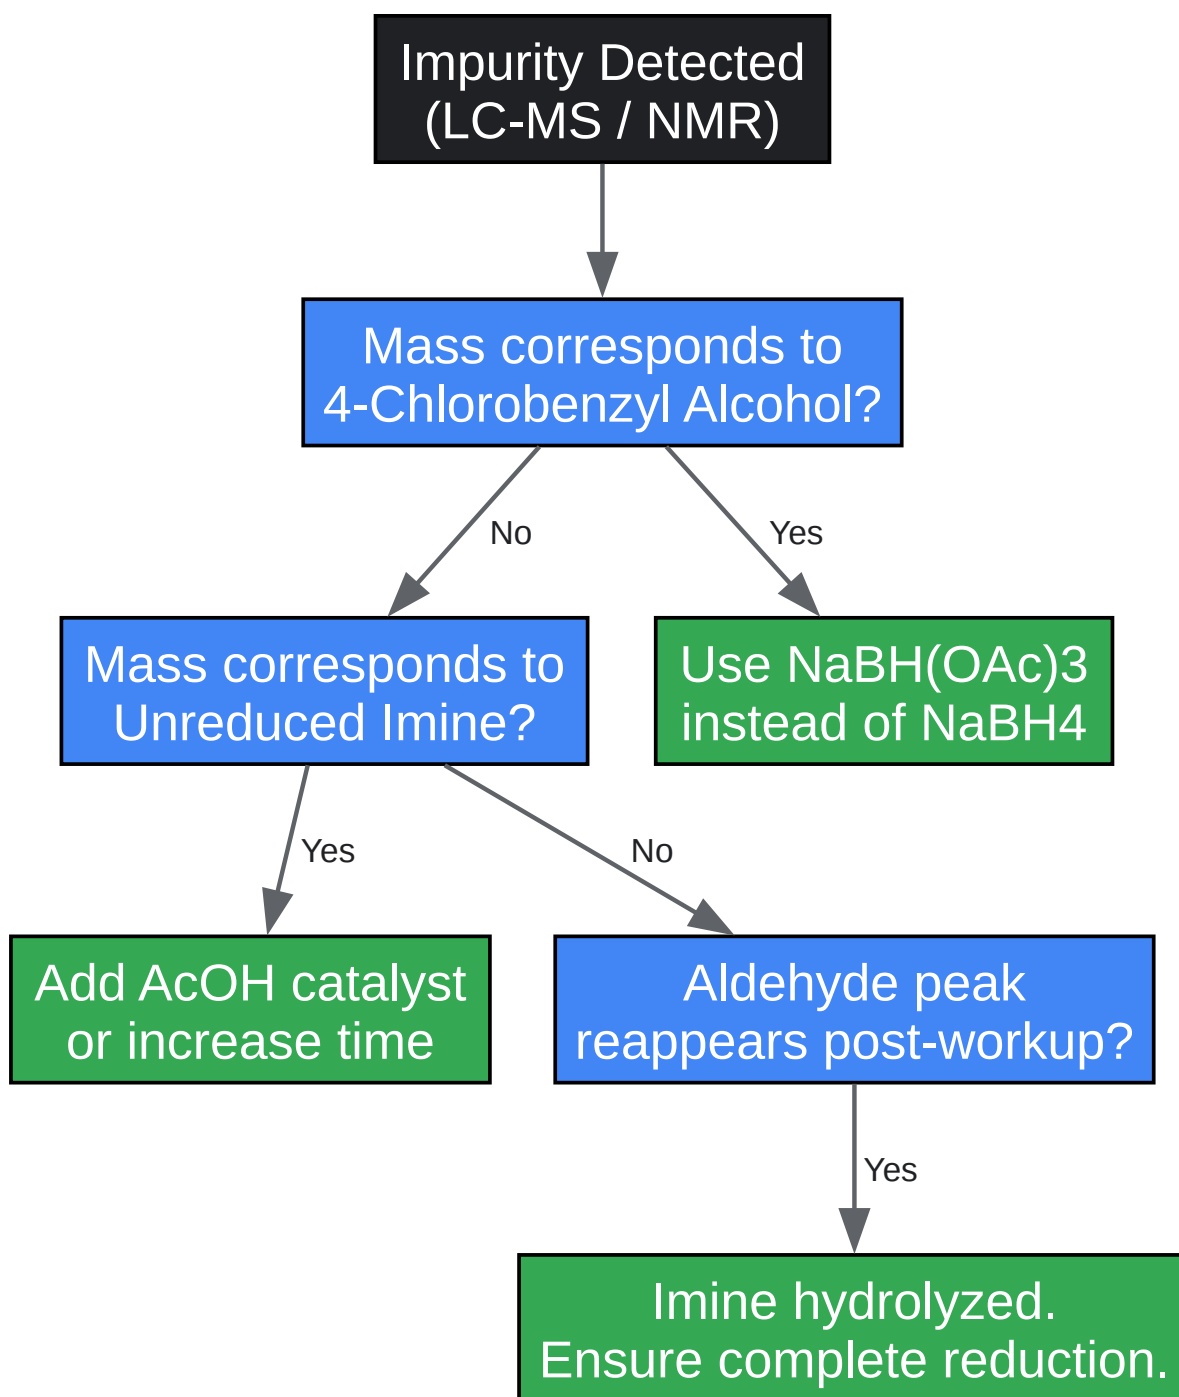 Impurity Detected
(LC-MS / NMR)
Mass corresponds to
4-Chlorobenzyl Alcohol?
No
Yes
Mass corresponds to
Unreduced Imine?
Use NaBH(OAc)3
instead of NaBH4
Yes
No
Add AcOH catalyst
or increase time
Aldehyde peak
reappears post-workup?
Yes
Imine hydrolyzed.
Ensure complete reduction.